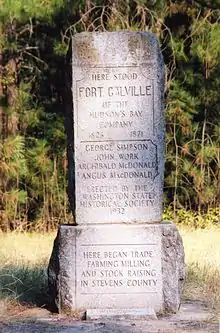 HERE STOOD
FORT COLVILLE
OF THE
HUDSON'S BAY
COMPANY
1825 1871
GEORGE SIMPSON
JOHN WORK
ARCHIBALD McDONALD
ANGUS McDONALD
ERECTED BY THE
WASHINGTON STATE
HISTORICAL SOCIETY
1932
HERE BEGAN TRADE,
FARMING MILLING
AND STOCK RAISING
IN STEVENS COUNTY